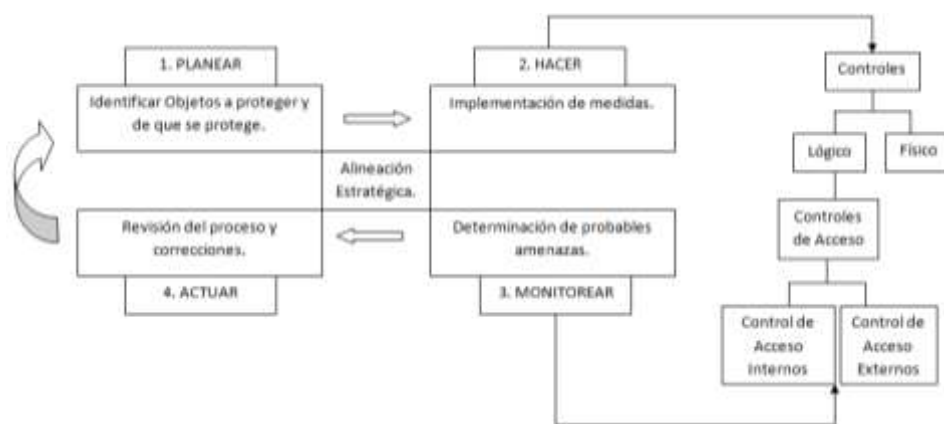 1. PLANEAR
Identificar Objetos a proteger y
de que se protege.
2. HACER
Implementación de medidas.
Alineación
Estratégica.
Revisión del proceso y
correcciones.
4. ACTUAR
Determinación de probables
amenazas.
3. MONITOREAR
Controles
Lógico
Físico
Controles
de Acceso
Control de
Acceso
Internos
Control de
Acceso
Externos